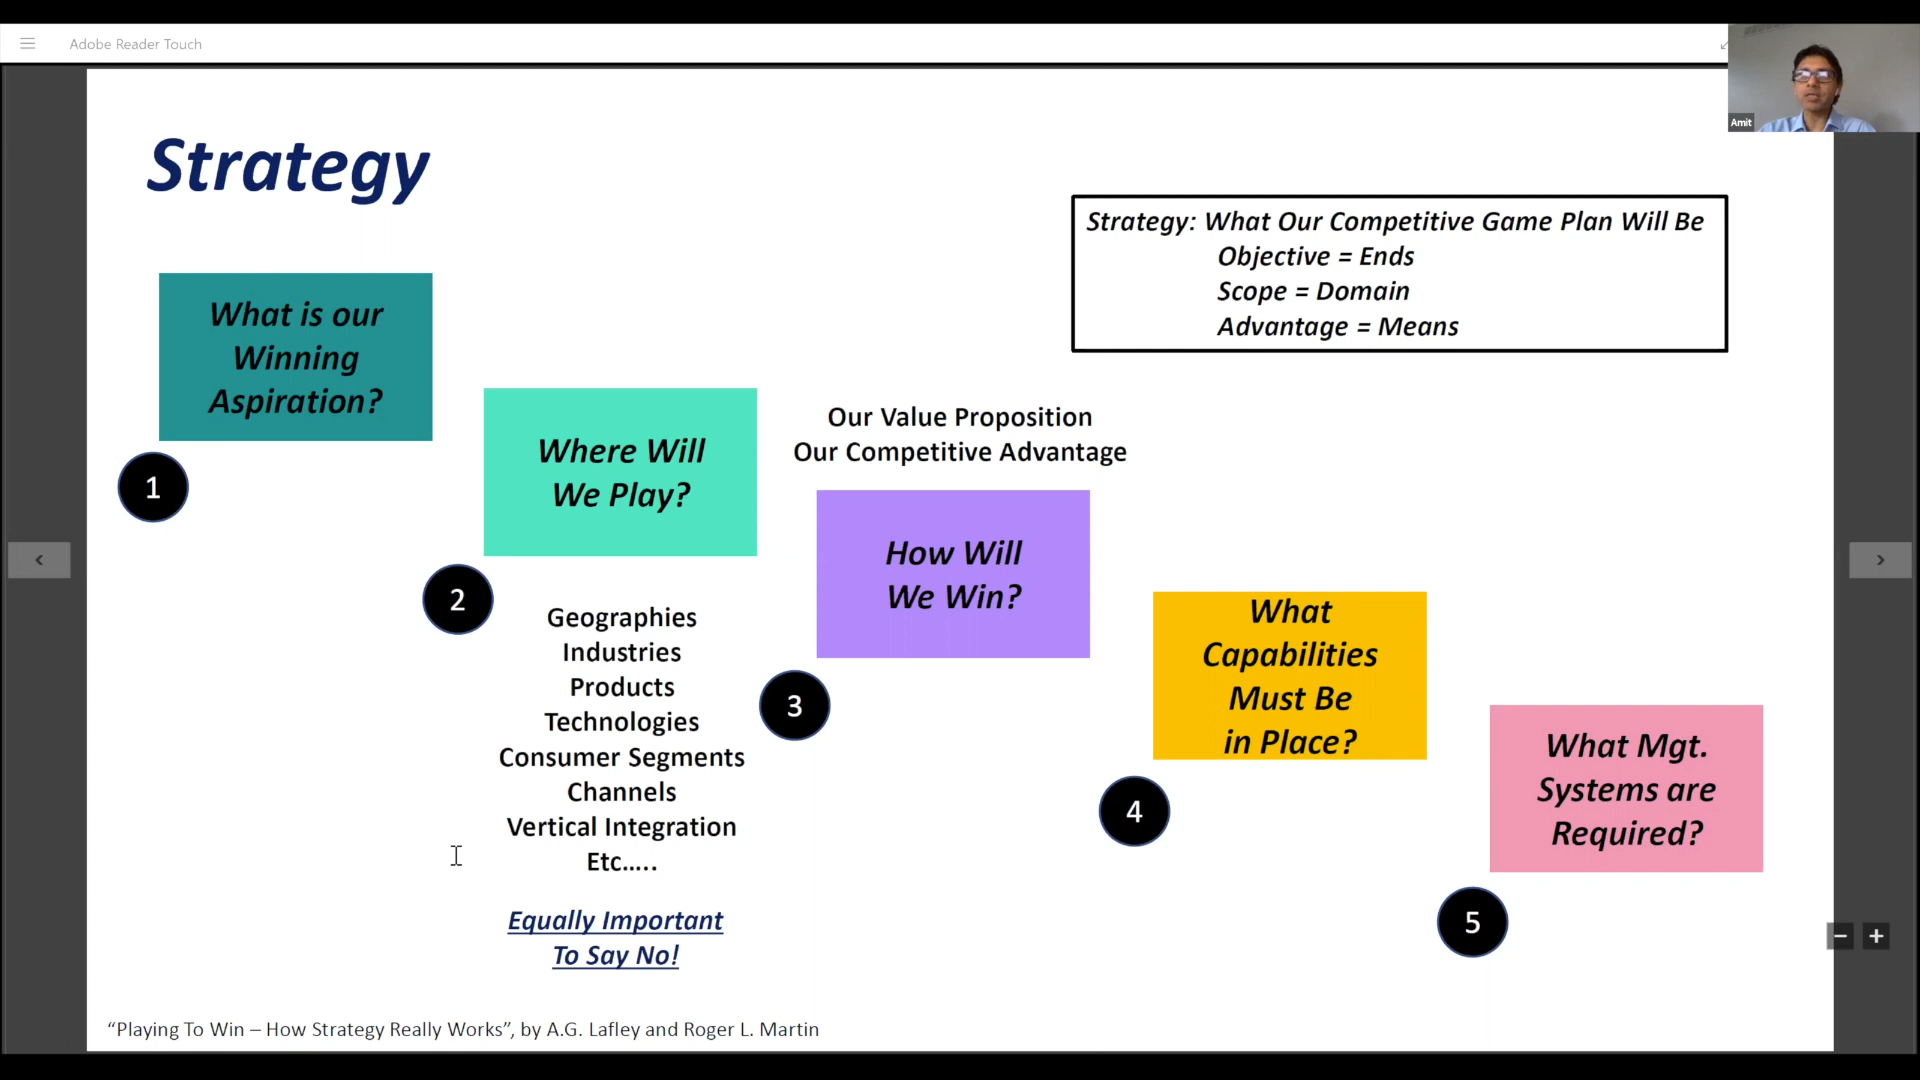 Adobe Reader Touch
Amit
Strategy
Strategy: What Our Competitive Game Plan Will Be
Objective = Ends
Scope = Domain
Advantage = Means
What is our
Winning
Aspiration?
1
Where Will
We Play?
2
Geographies
Industries
Products
Technologies
Consumer Segments
Channels
Vertical Integration
Etc.....
Equally Important
To Say No!
Our Value Proposition
Our Competitive Advantage
How Will
We Win?
3
What
Capabilities
Must Be
in Place?
4
What Mgt.
Systems are
Required?
5
“Playing To Win – How Strategy Really Works”, by A.G. Lafley and Roger L. Martin